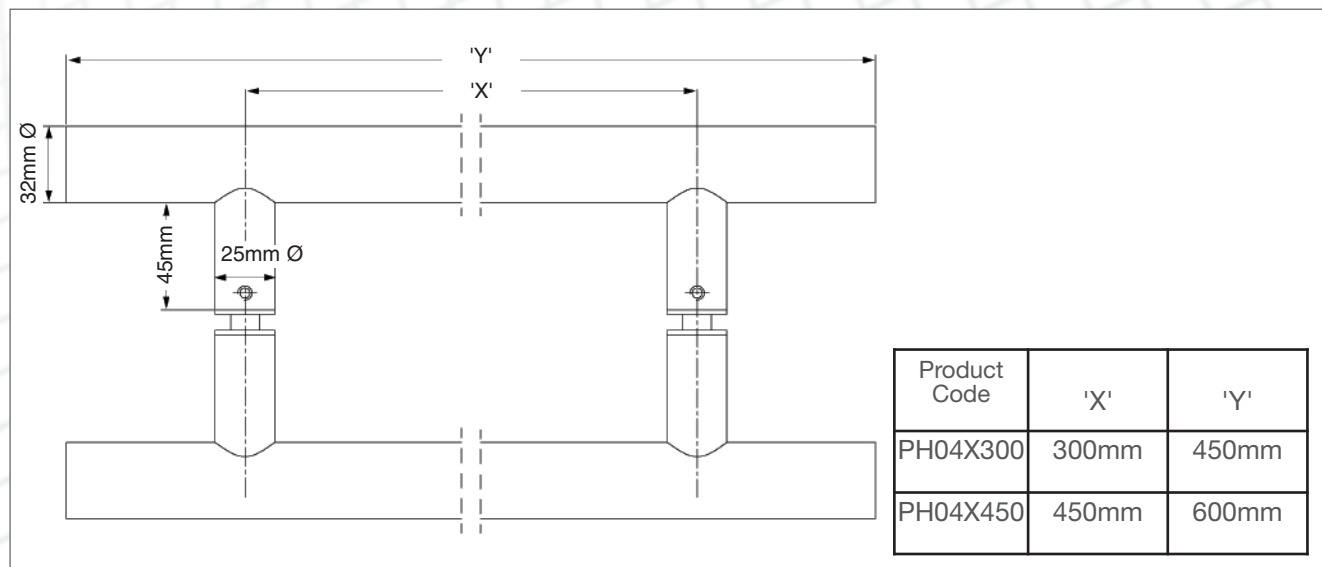 'Y'
'X'
32mm Ø
45mm
25mm Ø
Product
Code
'X'
'Y'
PH04X300
300mm
450mm
PH04X450
450mm
600mm